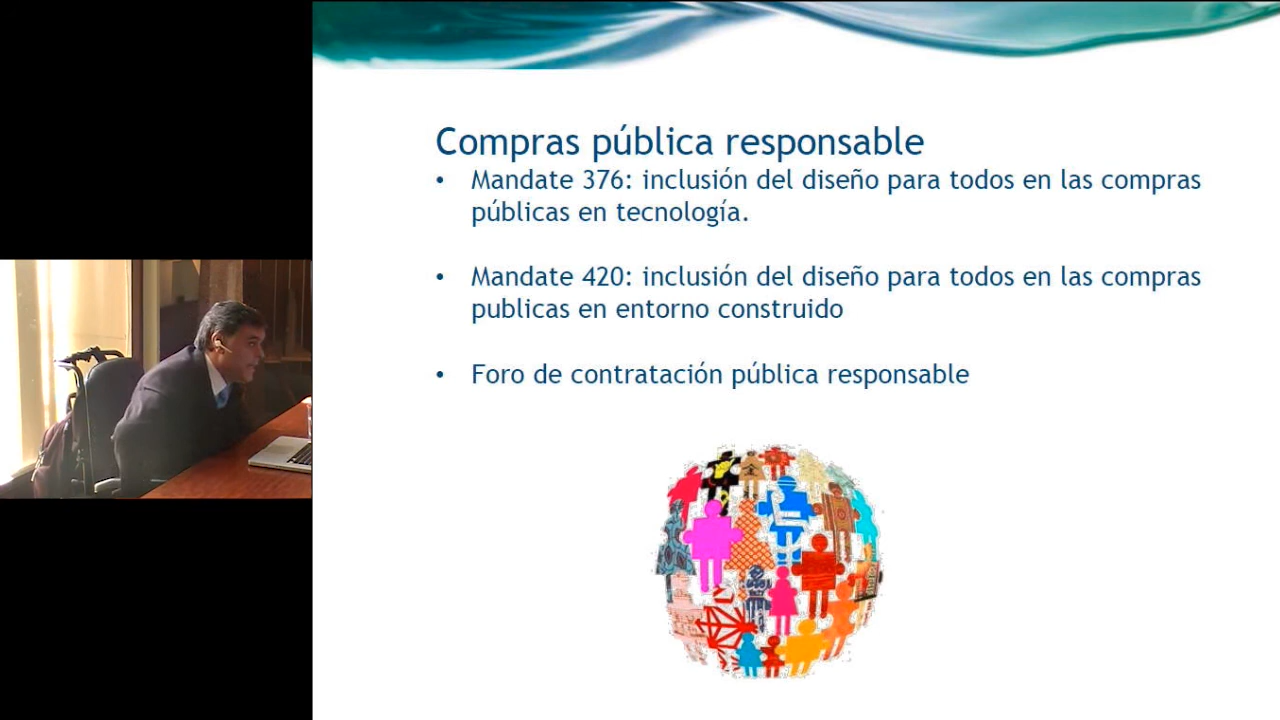 Compras pública responsable
• Mandate 376: inclusión del diseño para todos en las compras
públicas en tecnología.
• Mandate 420: inclusión del diseño para todos en las compras
publicas en entorno construido
• Foro de contratación pública responsable